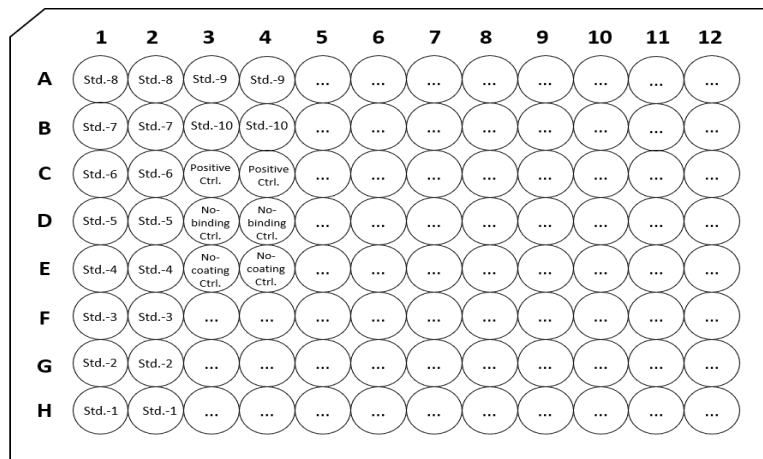 1 2 3 4 5 6 7 8 9 10 11 12
A Std.-8 Std.-8 Std.-9 Std.-9 ... ... ... ... ... ... ... ...
B Std.-7 Std.-7 Std.-10 Std.-10 ... ... ... ... ... ... ... ...
C Std.-6 Std.-6 Positive Ctrl. Positive Ctrl. ... ... ... ... ... ... ... ...
D Std.-5 Std.-5 No-binding Ctrl. No-binding Ctrl. ... ... ... ... ... ... ... ...
E Std.-4 Std.-4 No-coating Ctrl. No-coating Ctrl. ... ... ... ... ... ... ... ...
F Std.-3 Std.-3 ... ... ... ... ... ... ... ... ... ...
G Std.-2 Std.-2 ... ... ... ... ... ... ... ... ... ...
H Std.-1 Std.-1 ... ... ... ... ... ... ... ... ... ...